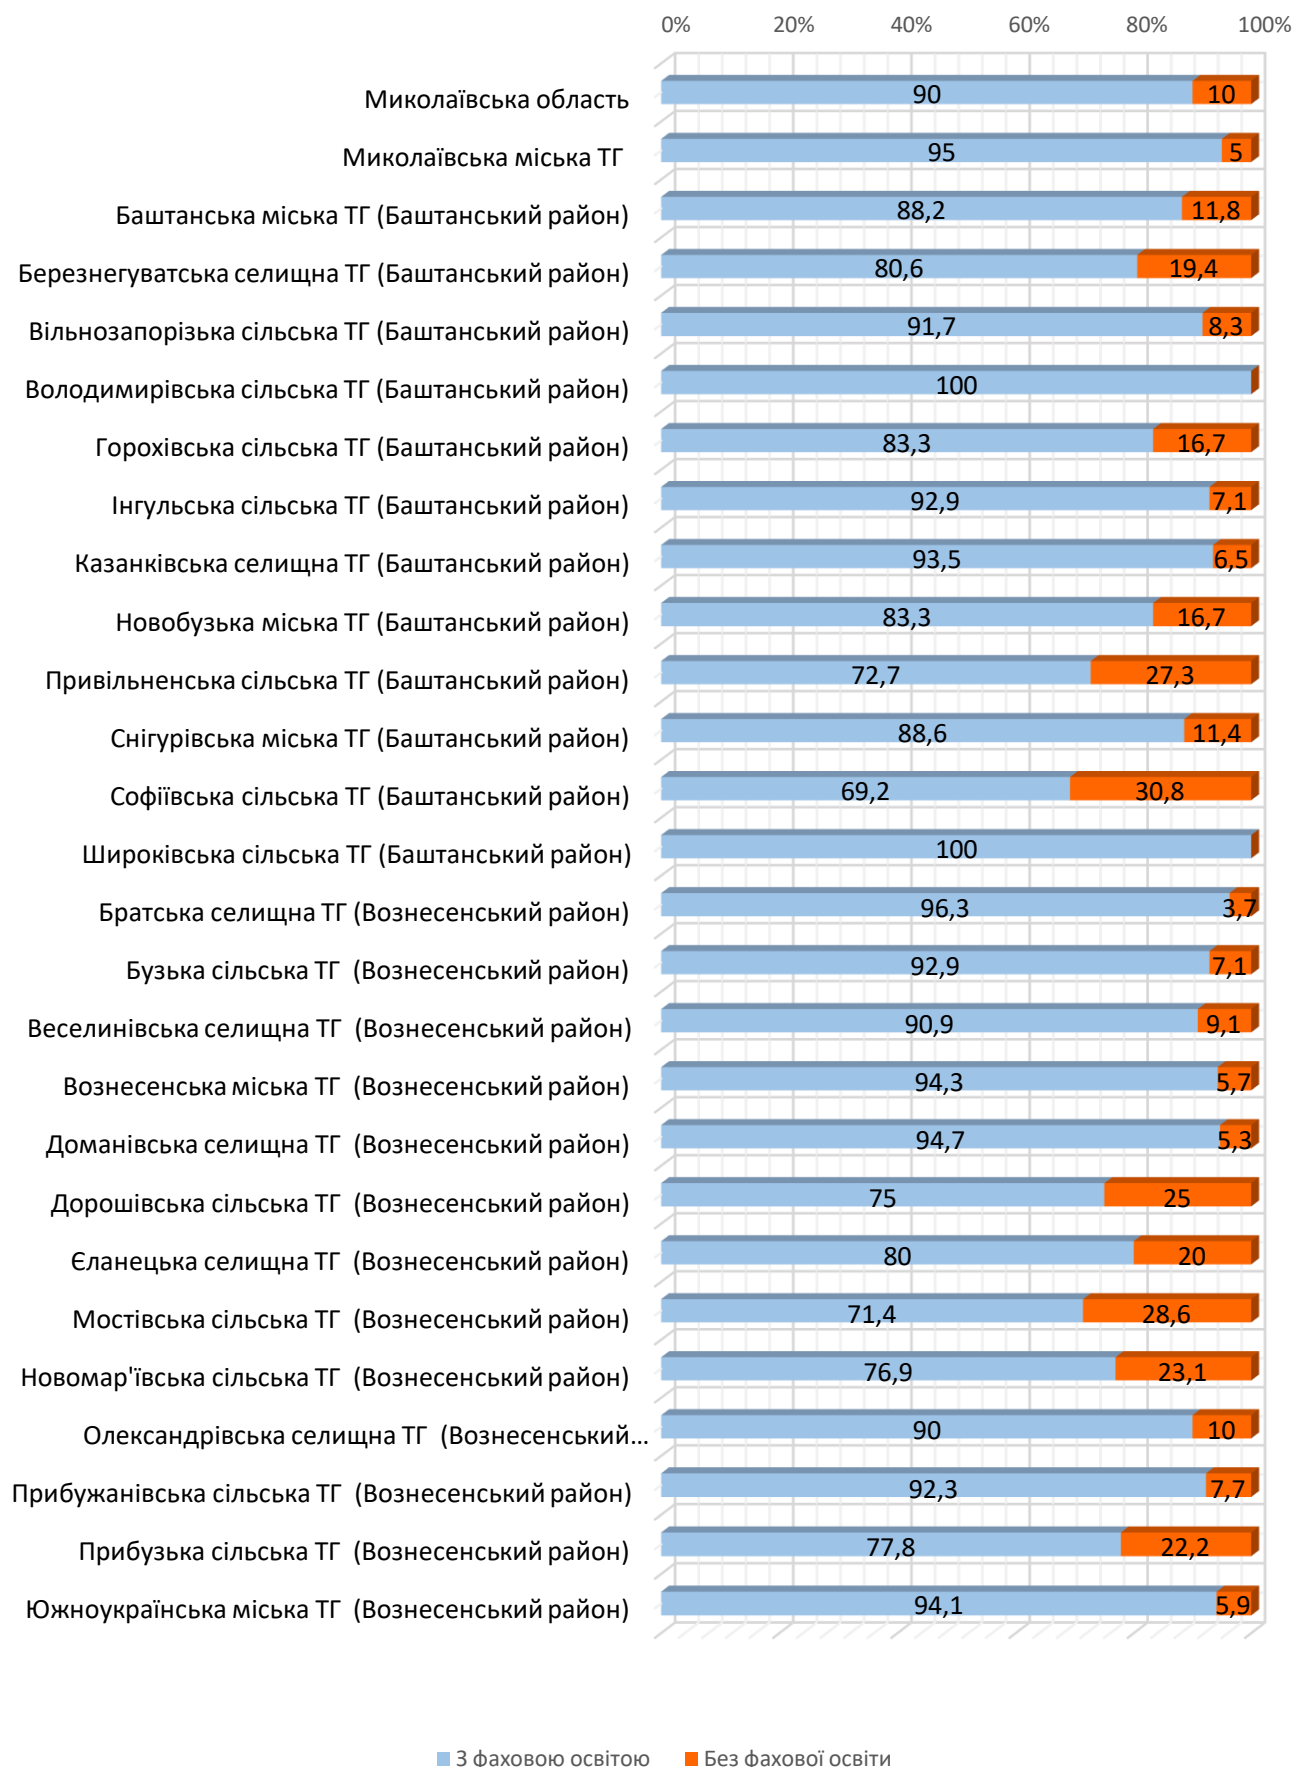 0% 20% 40% 60% 80% 100%
Миколаївська область 90 10
Миколаївська міська ТГ 95 5
Баштанська міська ТГ (Баштанський район) 88,2 11,8
Березнегуватська селищна ТГ (Баштанський район) 80,6 19,4
Вільнозапорізька сільська ТГ (Баштанський район) 91,7 8,3
Володимирівська сільська ТГ (Баштанський район) 100
Горохівська сільська ТГ (Баштанський район) 83,3 16,7
Інгульська сільська ТГ (Баштанський район) 92,9 7,1
Казанківська селищна ТГ (Баштанський район) 93,5 6,5
Новобузька міська ТГ (Баштанський район) 83,3 16,7
Привільненська сільська ТГ (Баштанський район) 72,7 27,3
Снігурівська міська ТГ (Баштанський район) 88,6 11,4
Софіївська сільська ТГ (Баштанський район) 69,2 30,8
Широківська сільська ТГ (Баштанський район) 100
Братська селищна ТГ (Вознесенський район) 96,3 3,7
Бузька сільська ТГ (Вознесенський район) 92,9 7,1
Веселинівська селищна ТГ (Вознесенський район) 90,9 9,1
Вознесенська міська ТГ (Вознесенський район) 94,3 5,7
Доманівська селищна ТГ (Вознесенський район) 94,7 5,3
Дорошівська сільська ТГ (Вознесенський район) 75 25
Єланецька селищна ТГ (Вознесенський район) 80 20
Мостівська сільська ТГ (Вознесенський район) 71,4 28,6
Новомар'ївська сільська ТГ (Вознесенський район) 76,9 23,1
Олександрівська селищна ТГ (Вознесенський... 90 10
Прибужанівська сільська ТГ (Вознесенський район) 92,3 7,7
Прибузька сільська ТГ (Вознесенський район) 77,8 22,2
Южноукраїнська міська ТГ (Вознесенський район) 94,1 5,9
З фаховою освітою Без фахової освіти